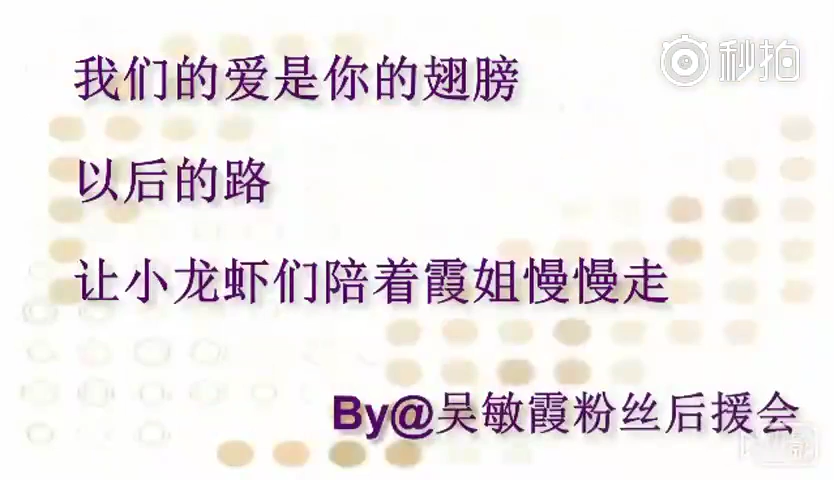 秒拍
我们的爱是你的翅膀
以后的路
让小龙虾们陪着霞姐慢慢走
By@吴敏霞粉丝后援会